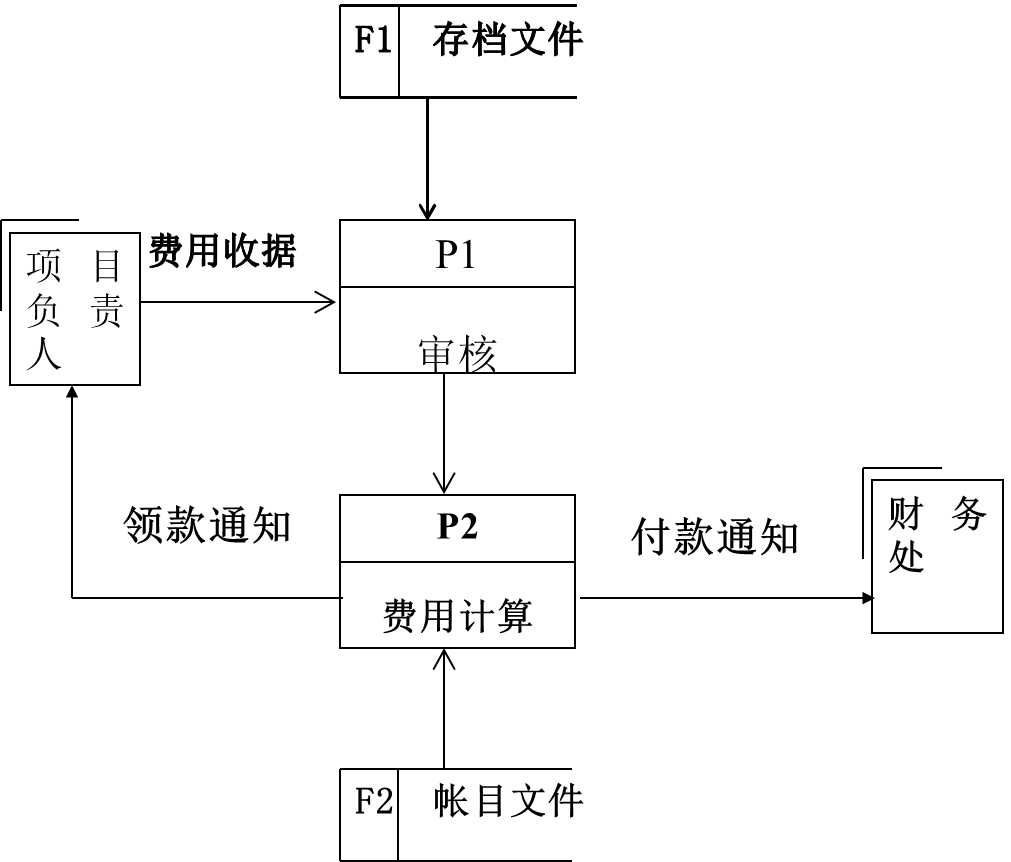 F1 存档文件
费用收据
P1
项 目
负 责
人
审核
领款通知
P2
付款通知
财 务
处
费用计算
F2 帐目文件